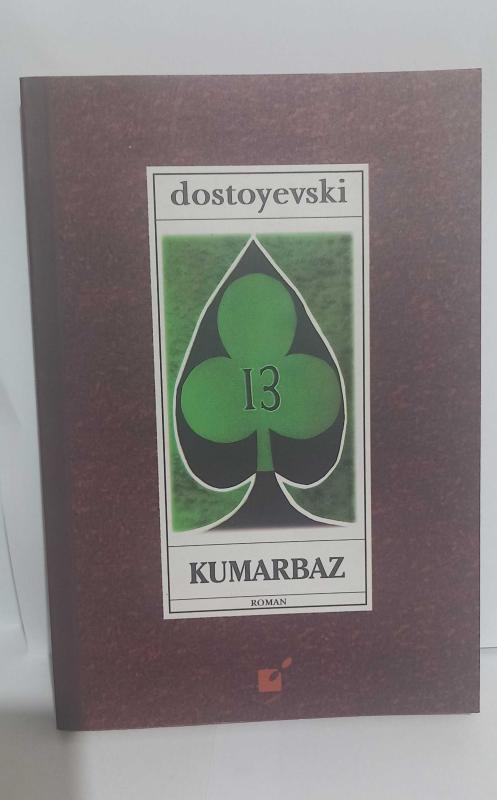 dostoyevski
13
KUMARBAZ
ROMAN